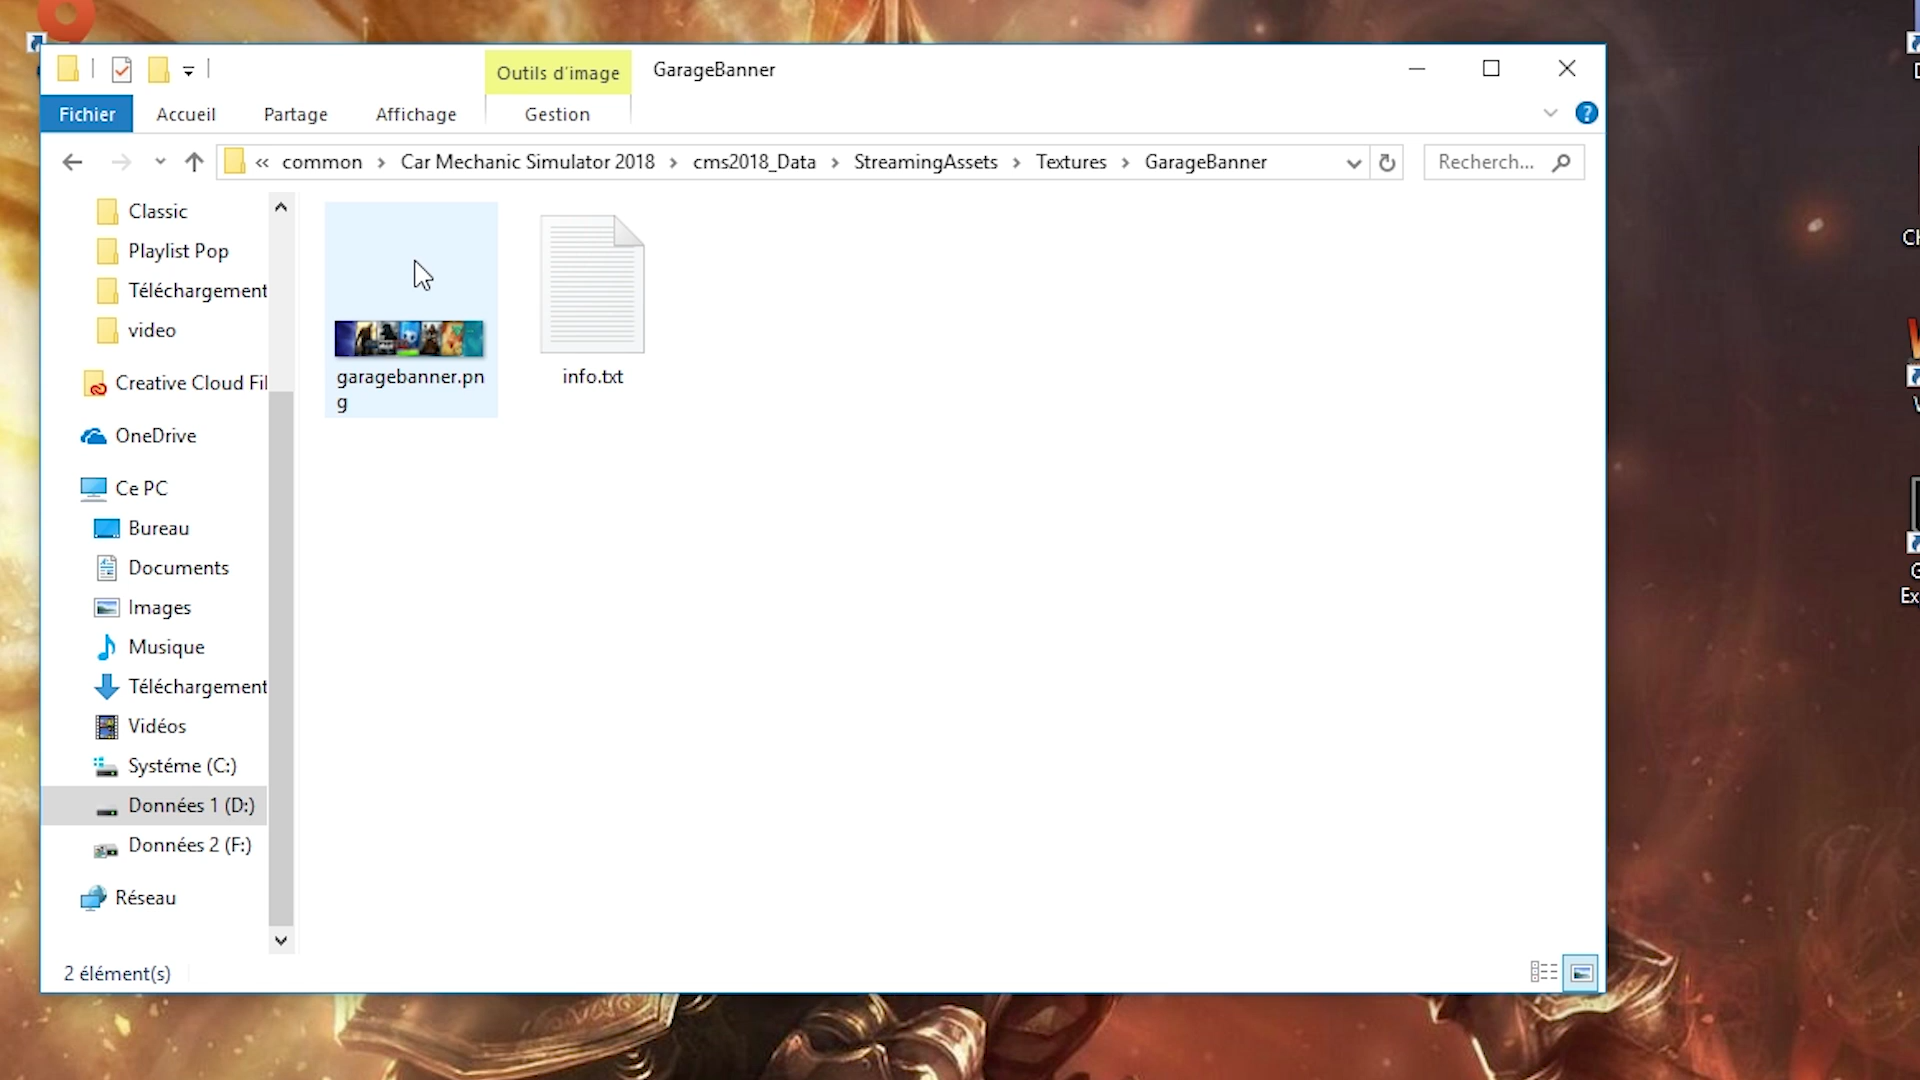 Outils d'image
GarageBanner
Fichier
Accueil
Partage
Affichage
Gestion
« common > Car Mechanic Simulator 2018 > cms2018_Data > StreamingAssets > Textures > GarageBanner
Recherch...
Classic
Playlist Pop
Téléchargement
video
Creative Cloud Fil
OneDrive
Ce PC
Bureau
Documents
Images
Musique
Téléchargement
Vidéos
Systéme (C:)
Données 1 (D:)
Données 2 (F:)
Réseau
garagebanner.pn
g
info.txt
2 élément(s)
Ex